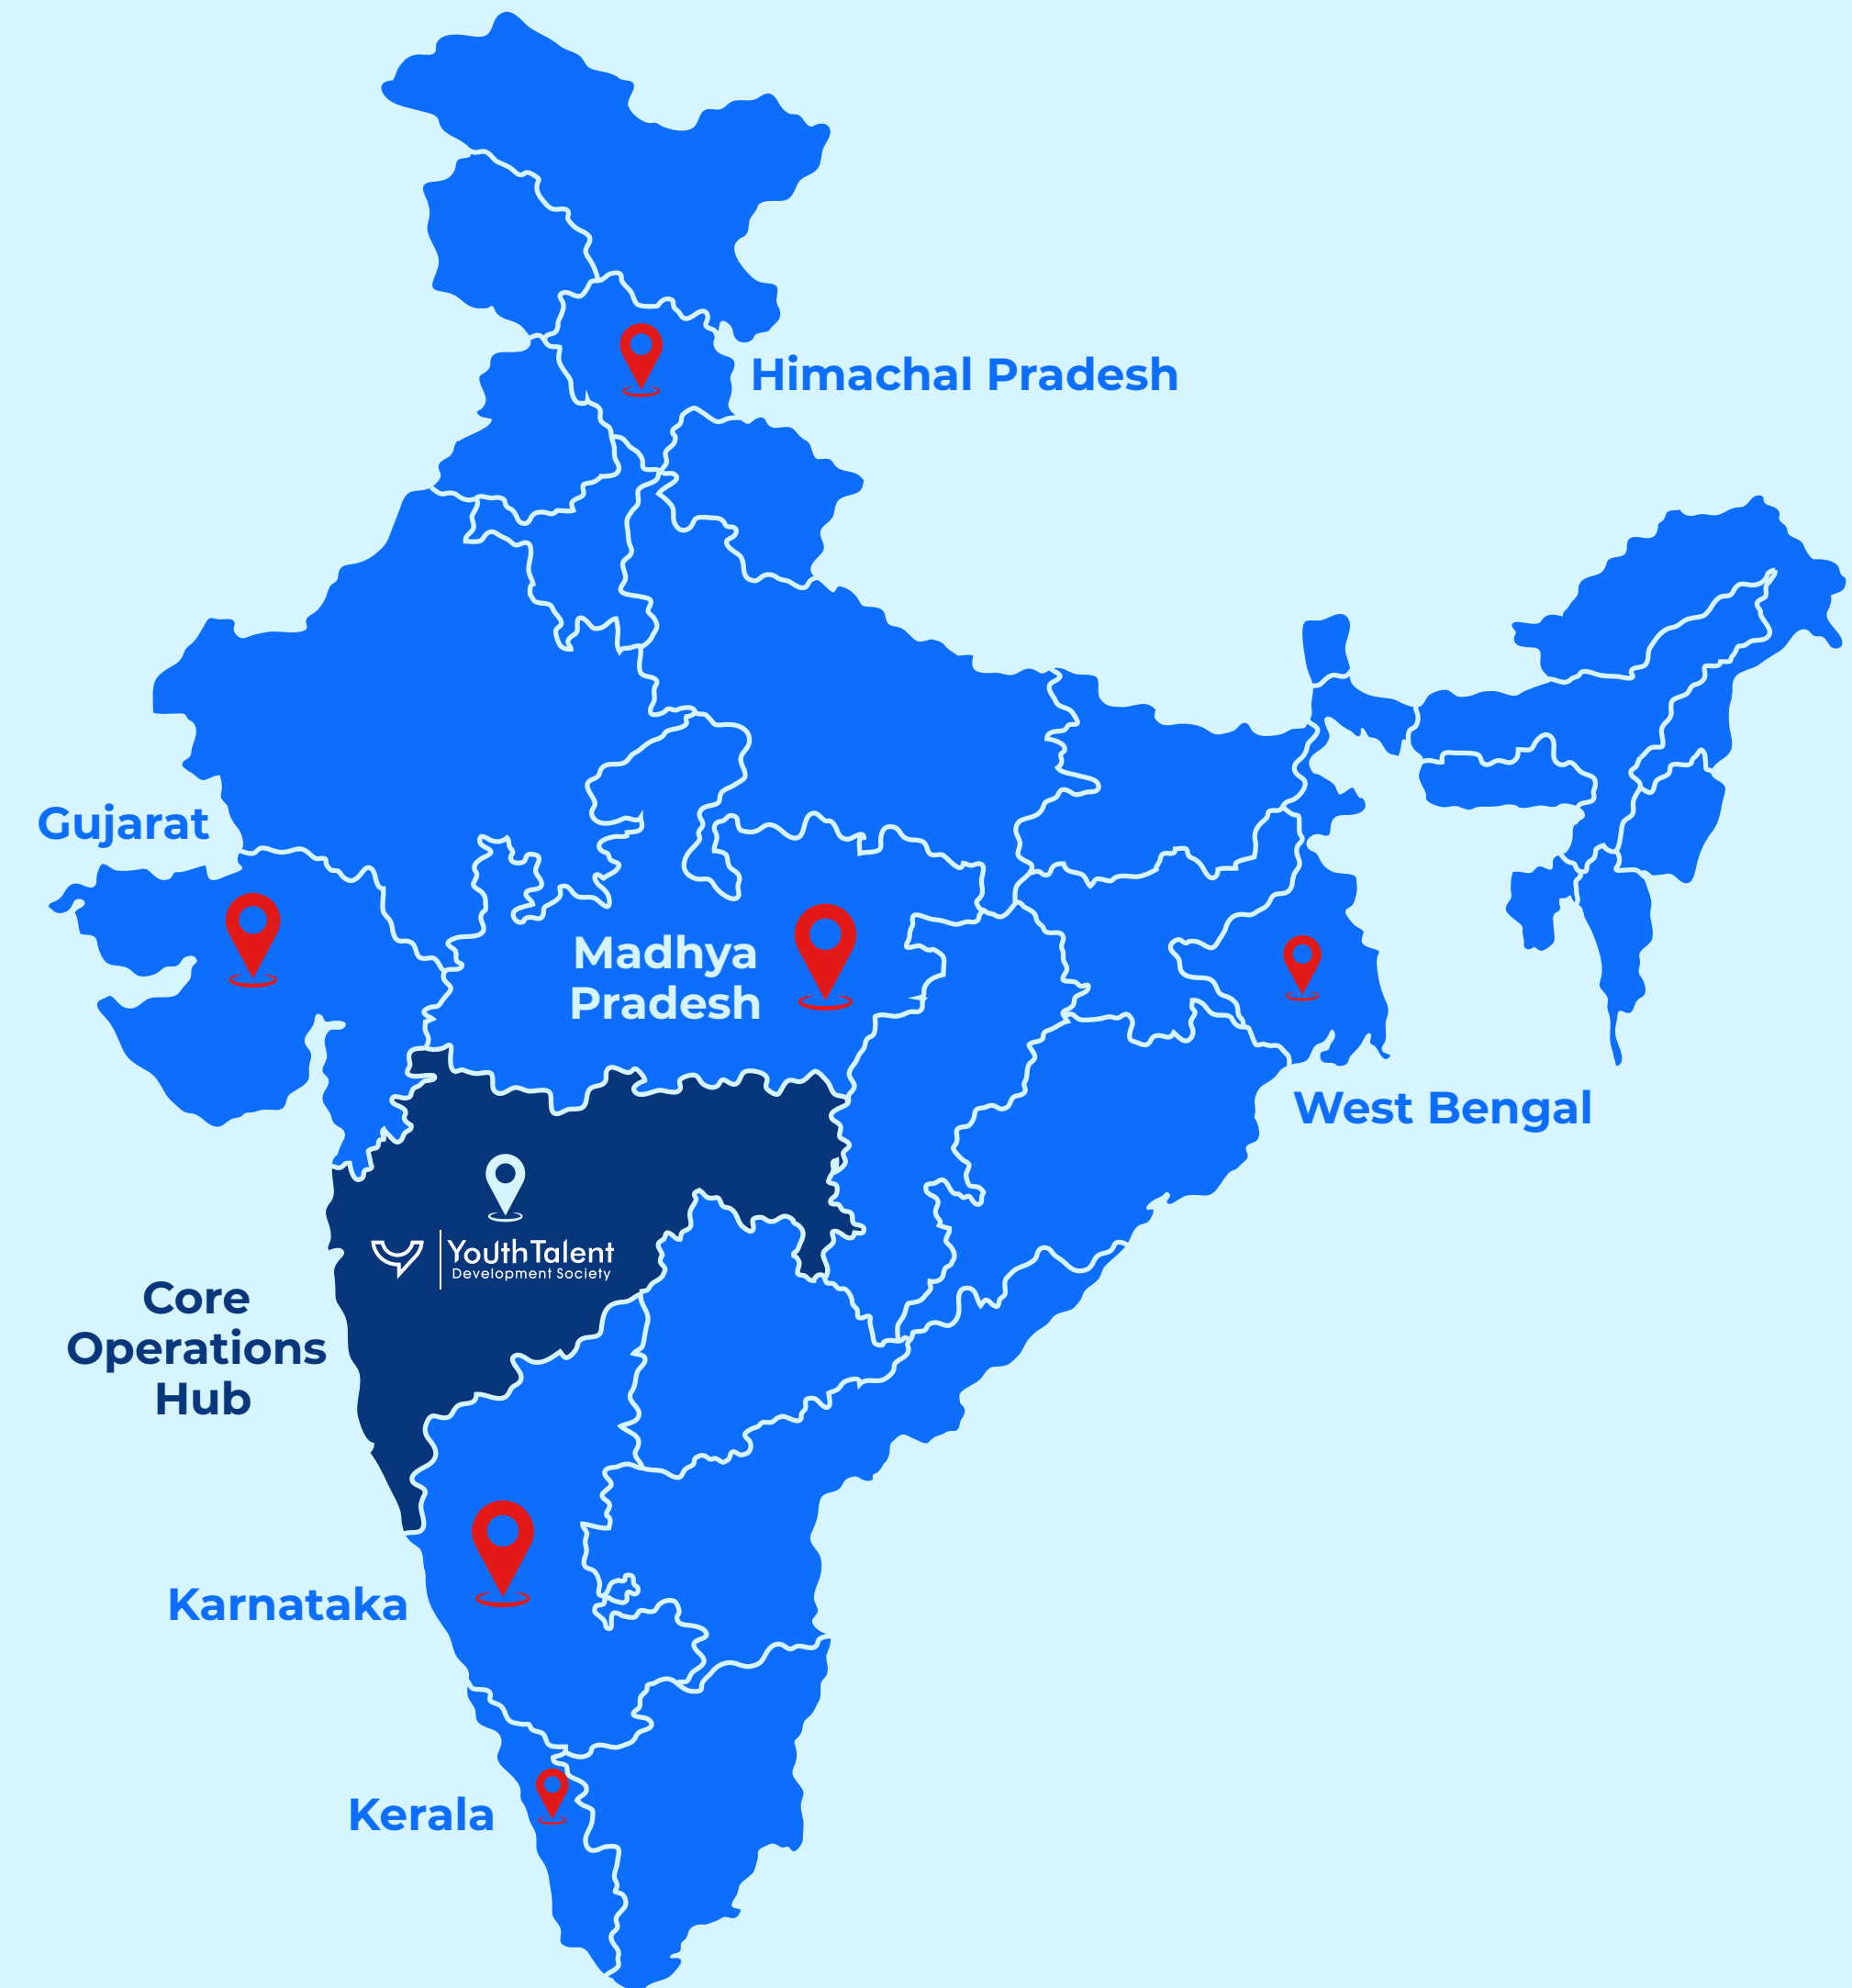 Himachal Pradesh
Gujarat
Madhya
Pradesh
West Bengal
YouthTalent
Development Society
Core
Operations
Hub
Karnataka
Kerala